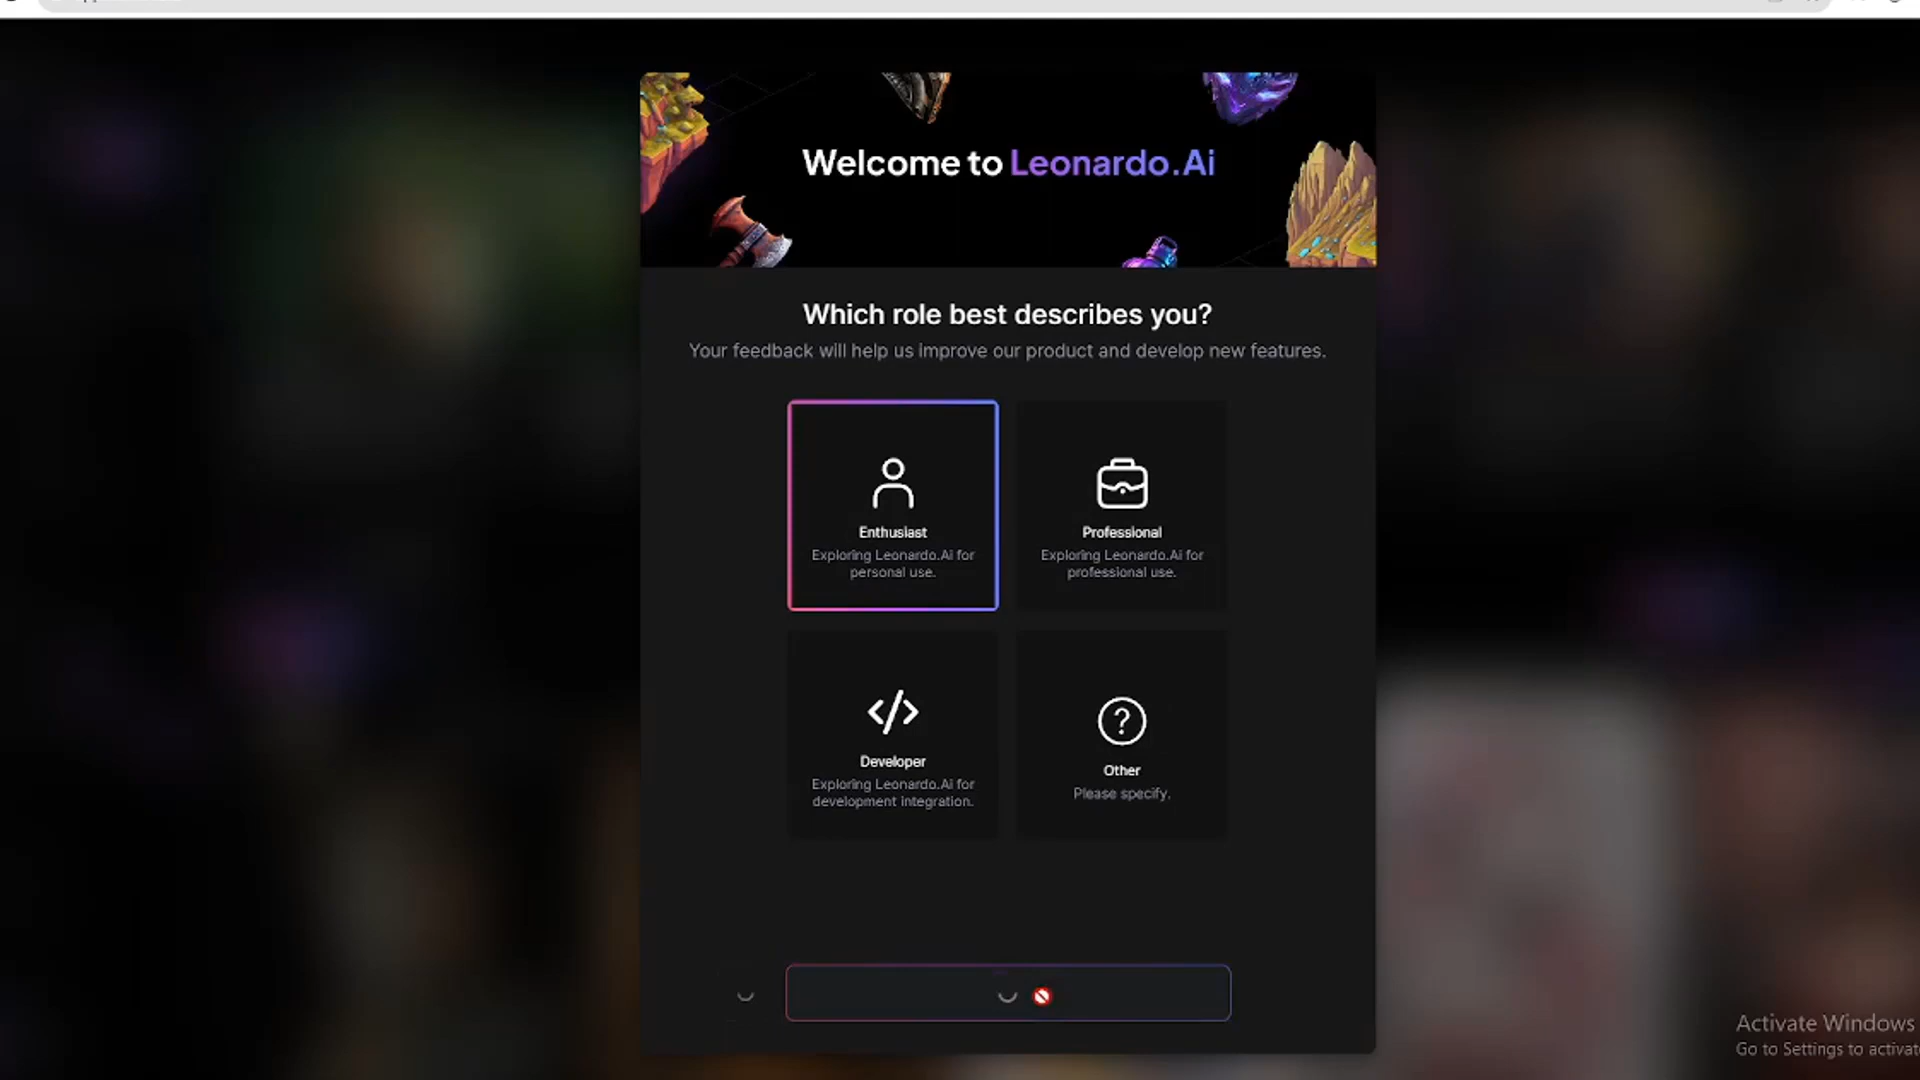 Welcome to Leonardo.Ai
Which role best describes you?
Your feedback will help us improve our product and develop new features.
Enthusiast
Exploring Leonardo.Ai for
personal use.
Professional
Exploring Leonardo.Ai for
professional use.
Developer
Exploring Leonardo.Ai for
development integration.
Other
Please specify.
Activate Windows
Go to Settings to activate